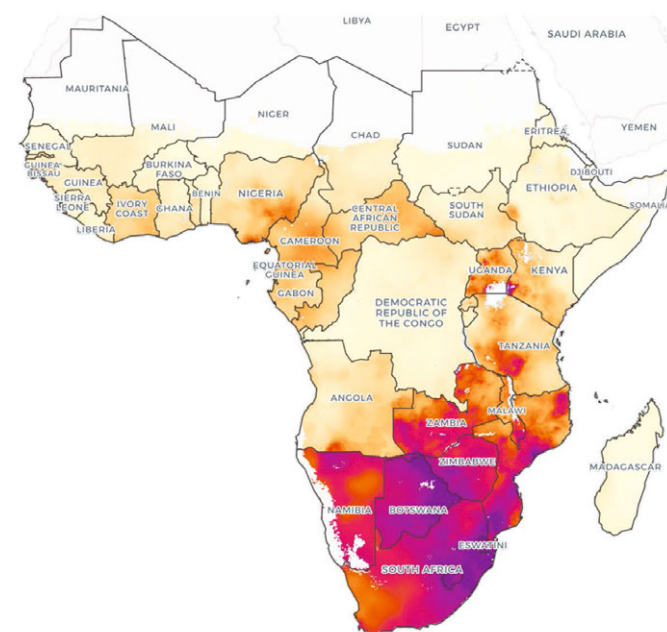 LIBYA
EGYPT
SAUDI ARABIA
MAURITANIA
MALI
NIGER
CHAD
SUDAN
ERITREA
YEMEN
SENEGAL
GUINEA
BISSAU
GUINEA
SIERRA
LEONE
LIBERIA
BURKINA
FASO
IVORY
COAST
GHANA
BENIN
NIGERIA
CAMEROON
CENTRAL
AFRICAN
REPUBLIC
SOUTH
SUDAN
ETHIOPIA
DJIBOUTI
SOMALIA
EQUATORIAL
GUINEA
GABON
DEMOCRATIC
REPUBLIC OF
THE CONGO
UGANDA
KENYA
TANZANIA
ANGOLA
ZAMBIA
MALAWI
ZIMBABWE
MADAGASCAR
NAMIBIA
BOTSWANA
ESWATINI
SOUTH AFRICA